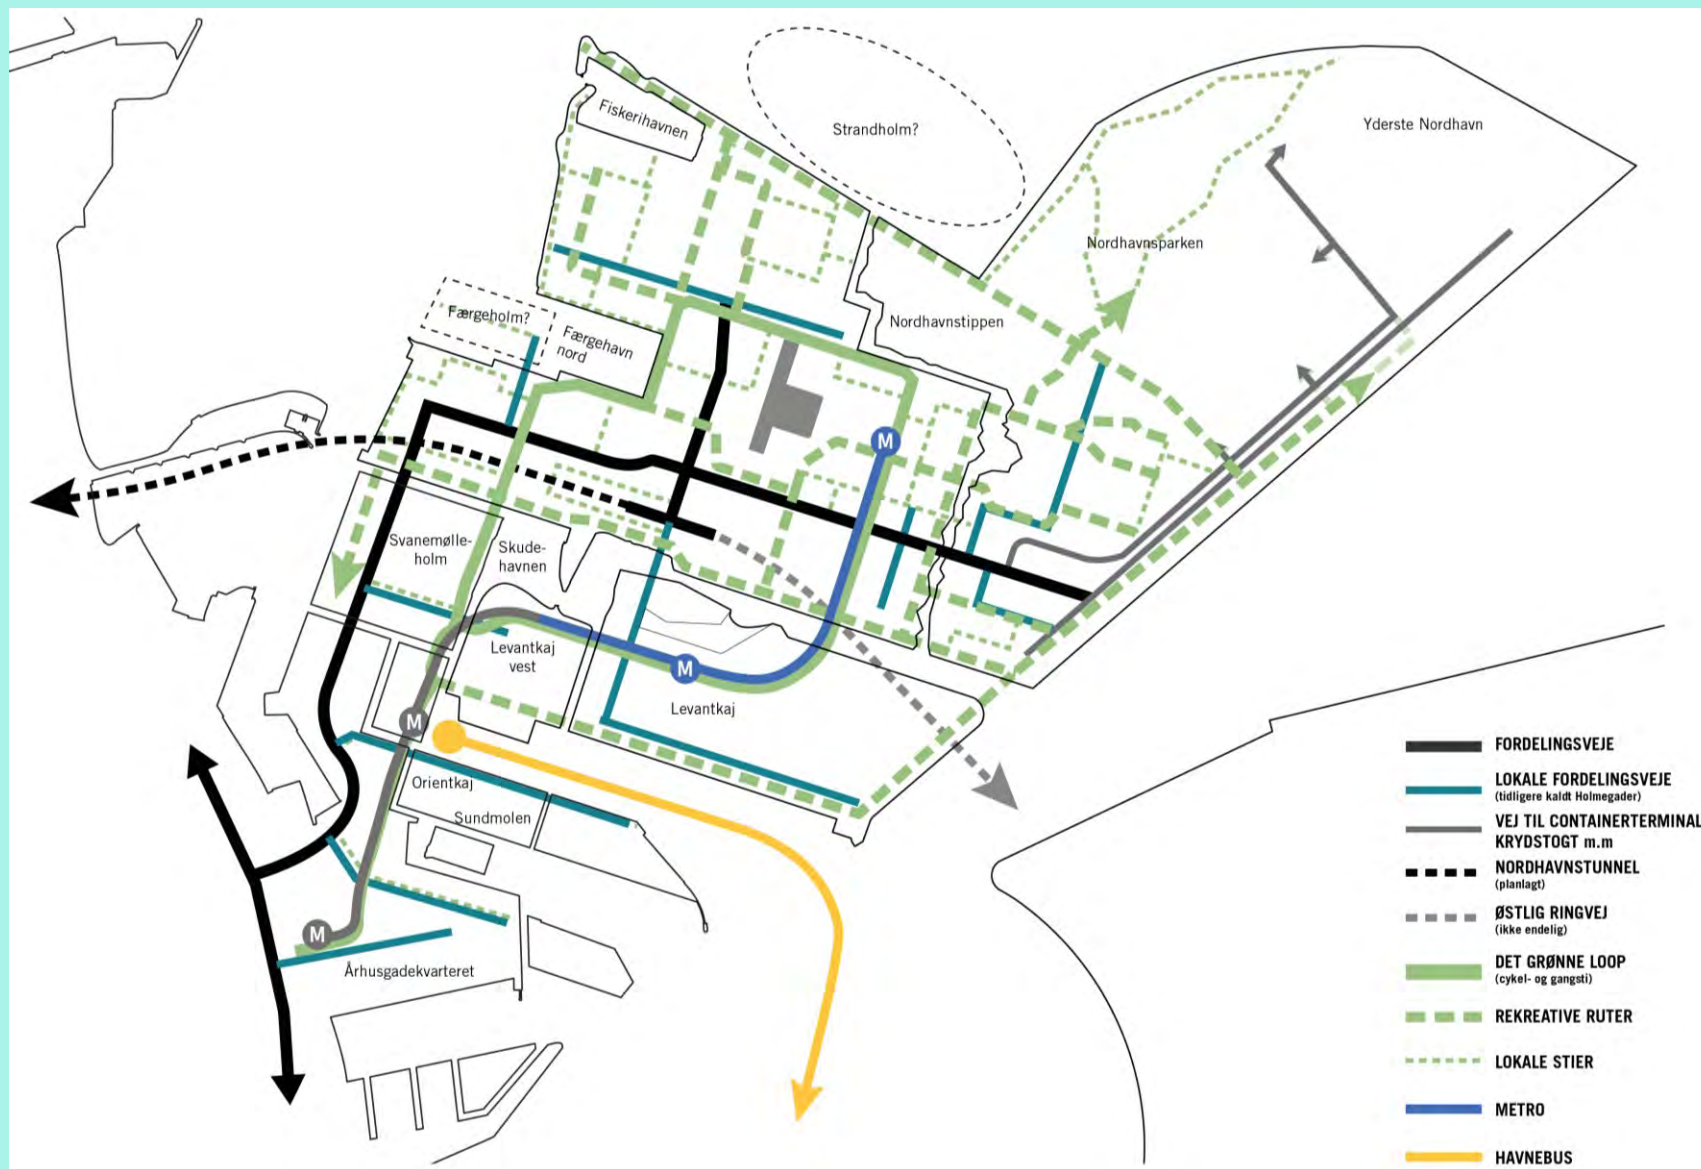 Fiskerihavnen
Strandholm?
Yderste Nordhavn
Nordhavnsparken
Færgeholm?
Færgehavn
nord
Nordhavnstippen
M
Svanemølle-
holm
Skude-
havnen
Levantkaj
vest
M
Levantkaj
M
Orientkaj
Sundmolen
M
Århusgadekvarteret
FORDELINGSVEJE
LOKALE FORDELINGSVEJE
(tidligere kaldt Holmegader)
VEJ TIL CONTAINERTERMINAL
KRYDSTOGT m.m
NORDHAVNSTUNNEL
(planlagt)
ØSTLIG RINGVEJ
(ikke endelig)
DET GRØNNE LOOP
(cykel- og gangsti)
REKREATIVE RUTER
LOKALE STIER
METRO
HAVNEBUS